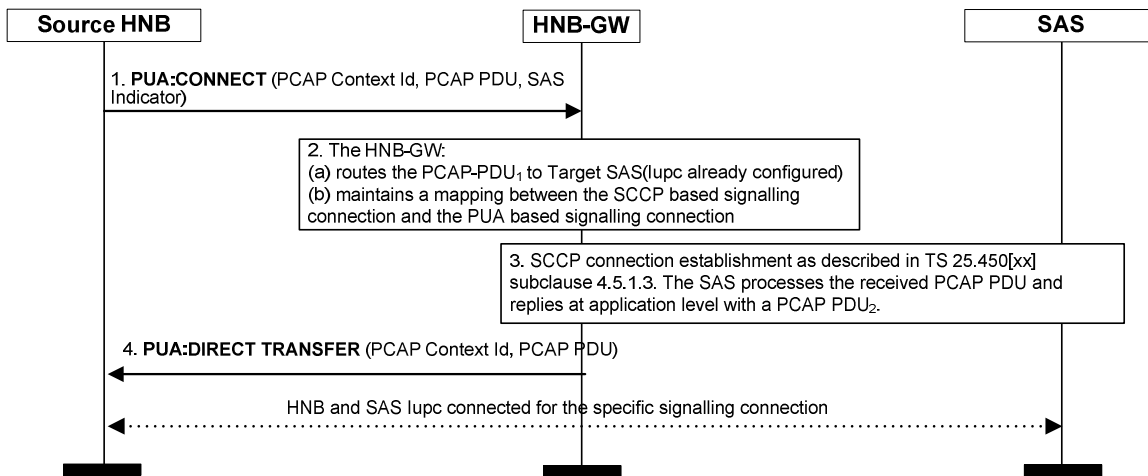 Source HNB
HNB-GW
SAS
1. PUA:CONNECT (PCAP Context Id, PCAP PDU, SAS
Indicator)
2. The HNB-GW:
(a) routes the PCAP-PDU₁ to Target SAS(Iupc already configured)
(b) maintains a mapping between the SCCP based signalling
connection and the PUA based signalling connection
3. SCCP connection establishment as described in TS 25.450[xx]
subclause 4.5.1.3. The SAS processes the received PCAP PDU and
replies at application level with a PCAP PDU₂.
4. PUA:DIRECT TRANSFER (PCAP Context Id, PCAP PDU)
HNB and SAS Iupc connected for the specific signalling connection